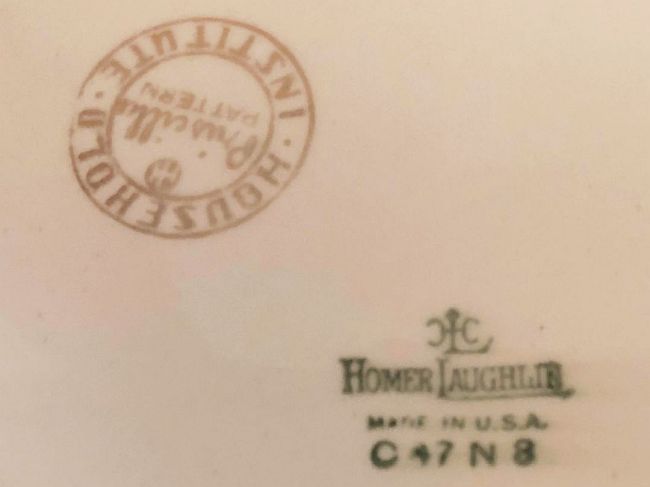 HOUSEHOLD · INSTITUTE ·
Priscilla
PATTERN
HLC
HOMER LAUGHLIN
MADE IN U.S.A.
C 47 N 8